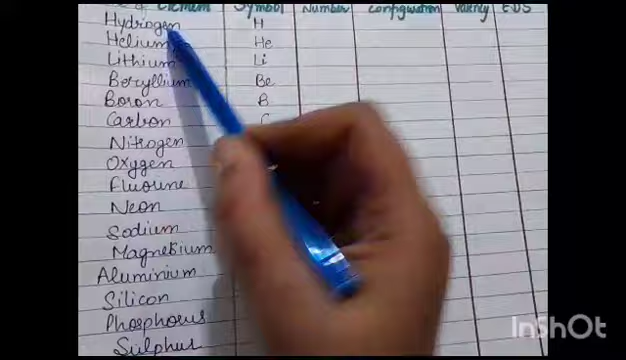 of Element Symbol Number Configuration Valency EDS
Hydrogen H
Helium He
Lithium Li
Beryllium Be
Boron B
Carbon C
Nitrogen
Oxygen
Fluorine
Neon
Sodium
Magnesium
Aluminium
Silicon
Phosphorus
Sulphur
InShOt